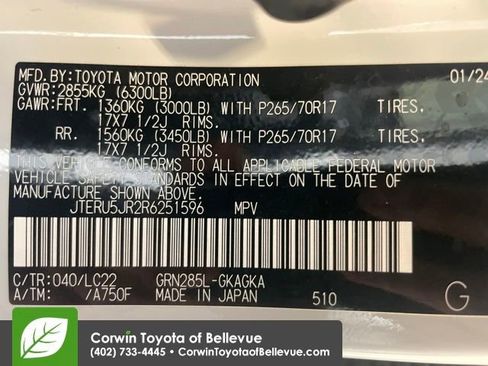 MFD.BY:TOYOTA MOTOR CORPORATION 01/24
GVWR:2855KG (6300LB)
GAWR:FRT. 1360KG (3000LB) WITH P265/70R17 TIRES.
17X7 1/2J RIMS.
RR. 1560KG (3450LB) WITH P265/70R17 TIRES.
17X7 1/2J RIMS.
THIS VEHICLE CONFORMS TO ALL APPLICABLE FEDERAL MOTOR
VEHICLE SAFETY STANDARDS IN EFFECT ON THE DATE OF
MANUFACTURE SHOWN ABOVE.
JTERU5JR2R6251596 MPV
C/TR:040/LC22 GRN285L-GKAGKA
A/TM: /A750F MADE IN JAPAN 510 G
Corwin Toyota of Bellevue
(402) 733-4445 • CorwinToyotaofBellevue.com